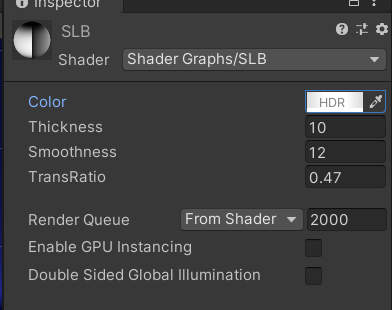 Inspector
SLB
Shader Shader Graphs/SLB
Color HDR
Thickness 10
Smoothness 12
TransRatio 0.47
Render Queue From Shader 2000
Enable GPU Instancing
Double Sided Global Illumination